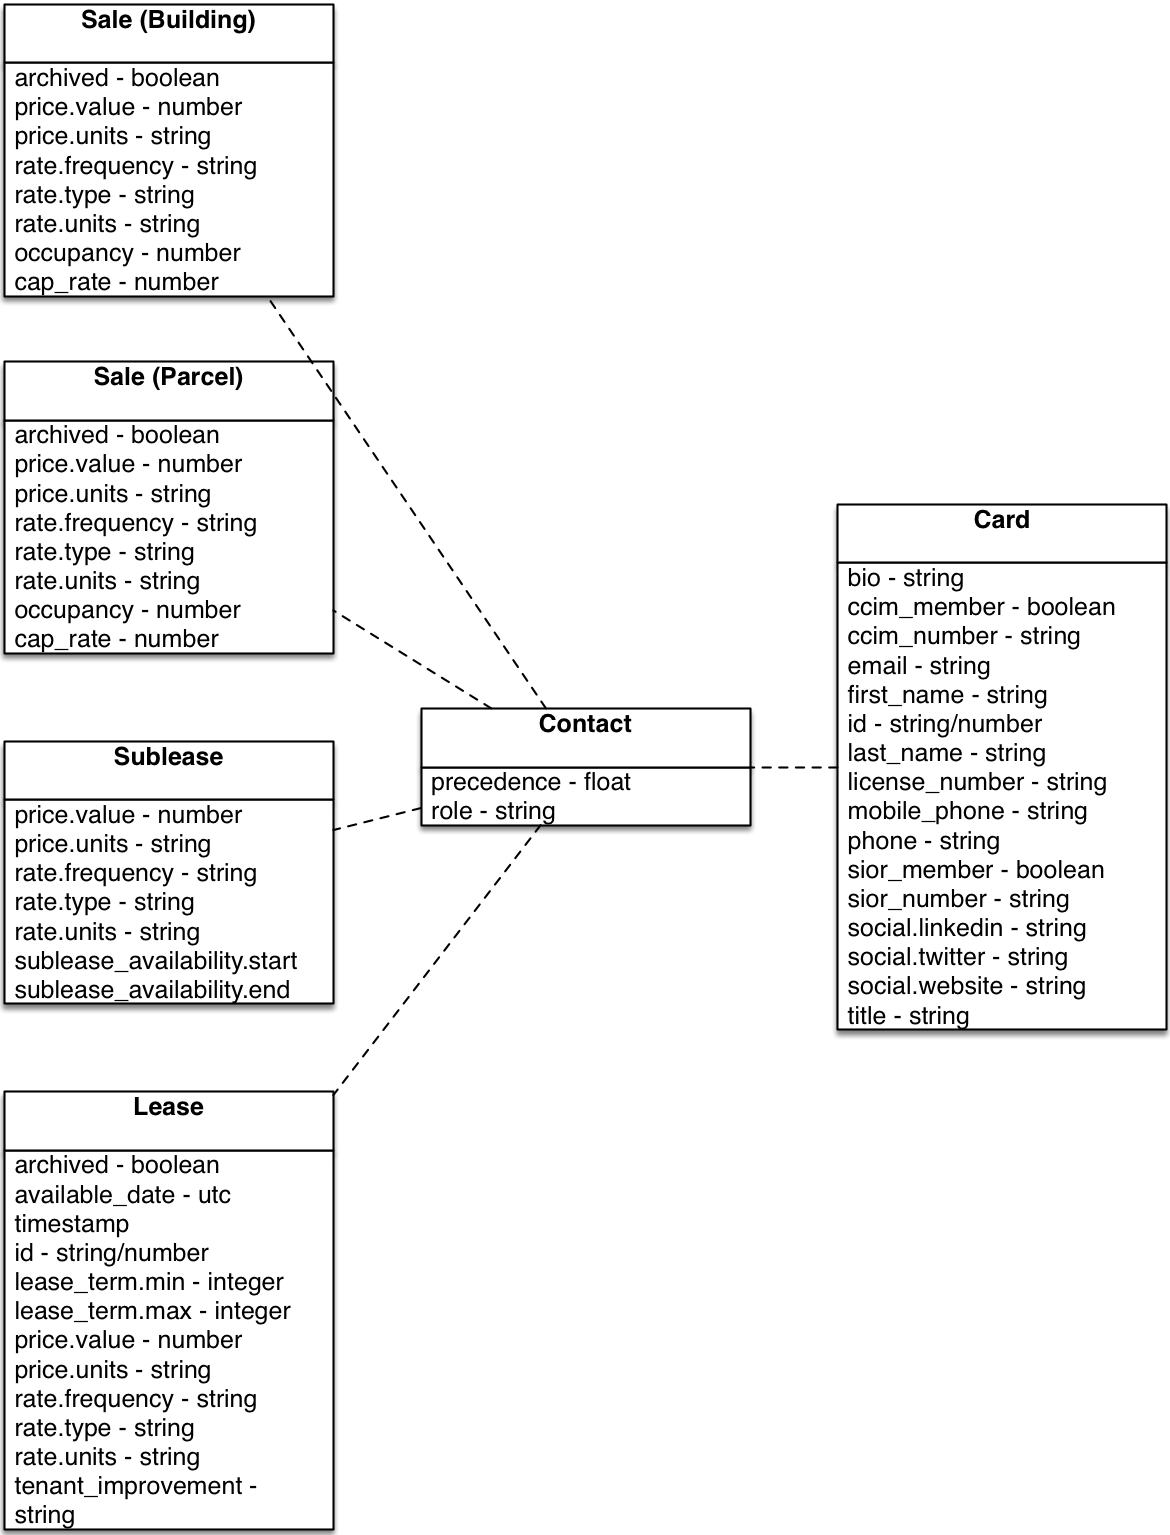 Sale (Building)
archived - boolean
price.value - number
price.units - string
rate.frequency - string
rate.type - string
rate.units - string
occupancy - number
cap_rate - number
Sale (Parcel)
archived - boolean
price.value - number
price.units - string
rate.frequency - string
rate.type - string
rate.units - string
occupancy - number
cap_rate - number
Sublease
price.value - number
price.units - string
rate.frequency - string
rate.type - string
rate.units - string
sublease_availability.start
sublease_availability.end
Lease
archived - boolean
available_date - utc
timestamp
id - string/number
lease_term.min - integer
lease_term.max - integer
price.value - number
price.units - string
rate.frequency - string
rate.type - string
rate.units - string
tenant_improvement -
string
Contact
precedence - float
role - string
Card
bio - string
ccim_member - boolean
ccim_number - string
email - string
first_name - string
id - string/number
last_name - string
license_number - string
mobile_phone - string
phone - string
sior_member - boolean
sior_number - string
social.linkedin - string
social.twitter - string
social.website - string
title - string